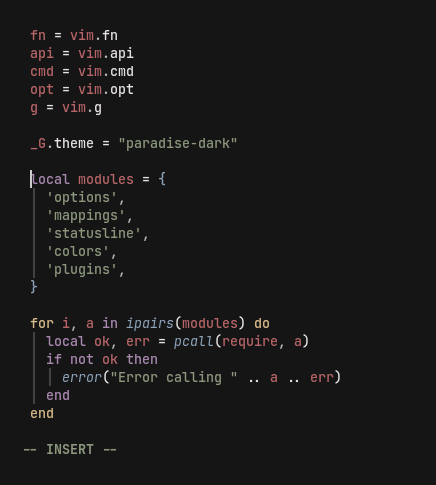 fn = vim.fn
api = vim.api
cmd = vim.cmd
opt = vim.opt
g = vim.g

_G.theme = "paradise-dark"

local modules = {
  'options',
  'mappings',
  'statusline',
  'colors',
  'plugins',
}

for i, a in ipairs(modules) do
  local ok, err = pcall(require, a)
  if not ok then
    error("Error calling " .. a .. err)
  end
end

-- INSERT --